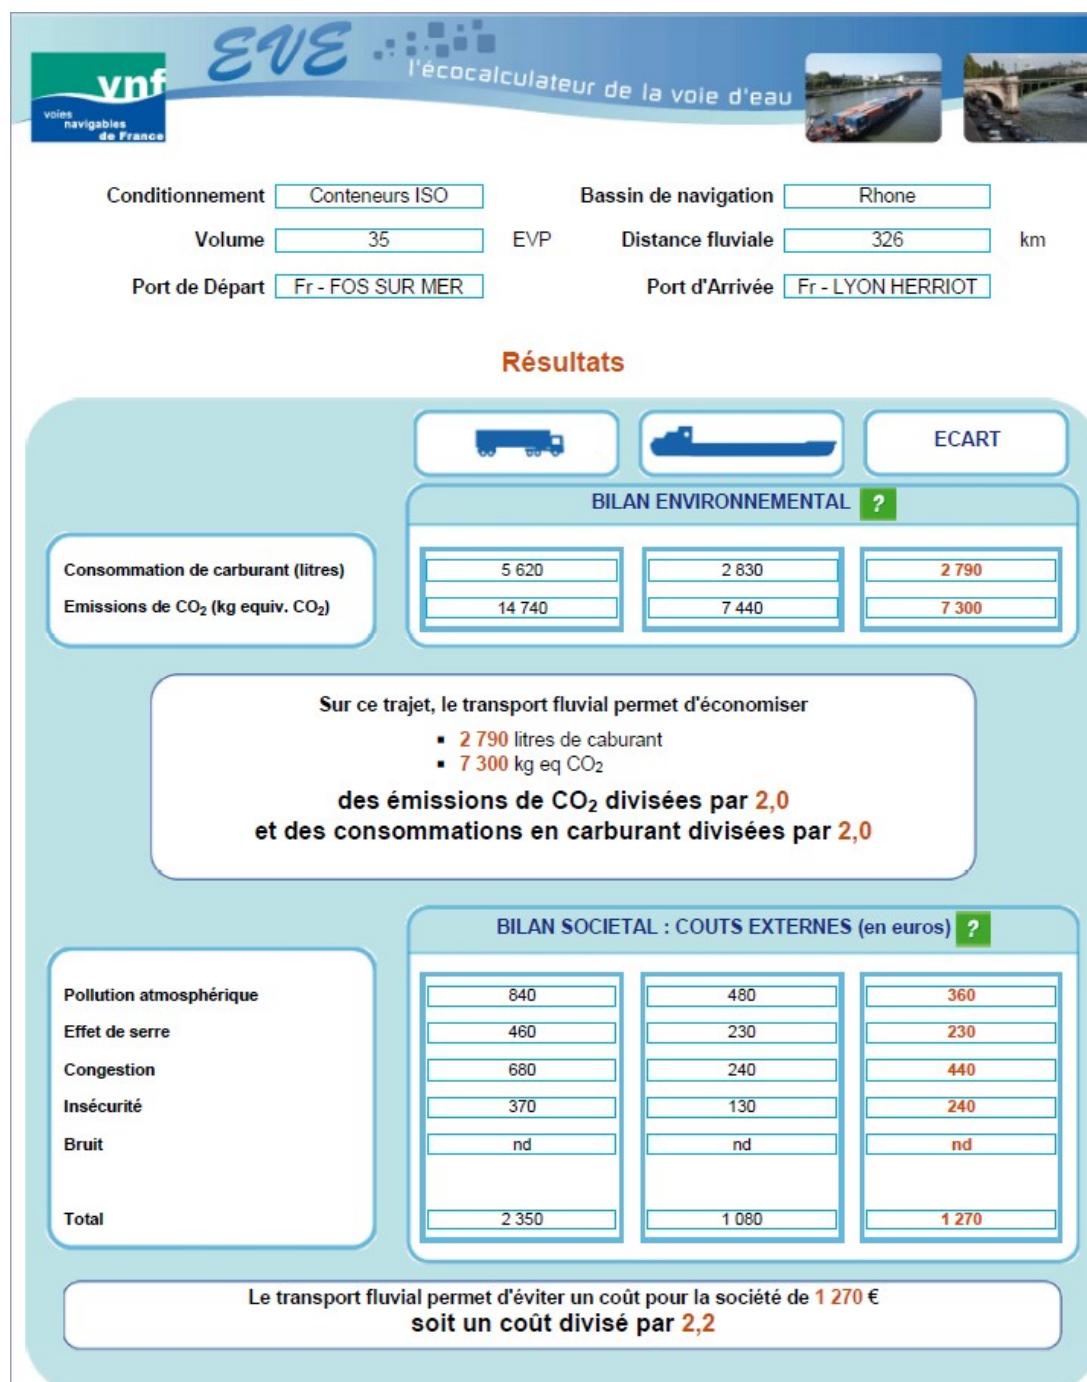 EVE
l'écocalculateur de la voie d'eau
vnf
voies
navigables
de France
Conditionnement Conteneurs ISO Bassin de navigation Rhone
Volume 35 EVP Distance fluviale 326 km
Port de Départ Fr - FOS SUR MER Port d'Arrivée Fr - LYON HERRIOT
Résultats
ECART
BILAN ENVIRONNEMENTAL ?
Consommation de carburant (litres) 5 620 2 830 2 790
Emissions de CO₂ (kg equiv. CO₂) 14 740 7 440 7 300
Sur ce trajet, le transport fluvial permet d'économiser
▪ 2 790 litres de caburant
▪ 7 300 kg eq CO₂
des émissions de CO₂ divisées par 2,0
et des consommations en carburant divisées par 2,0
BILAN SOCIETAL : COUTS EXTERNES (en euros) ?
Pollution atmosphérique 840 480 360
Effet de serre 460 230 230
Congestion 680 240 440
Insécurité 370 130 240
Bruit nd nd nd
Total 2 350 1 080 1 270
Le transport fluvial permet d'éviter un coût pour la société de 1 270 €
soit un coût divisé par 2,2